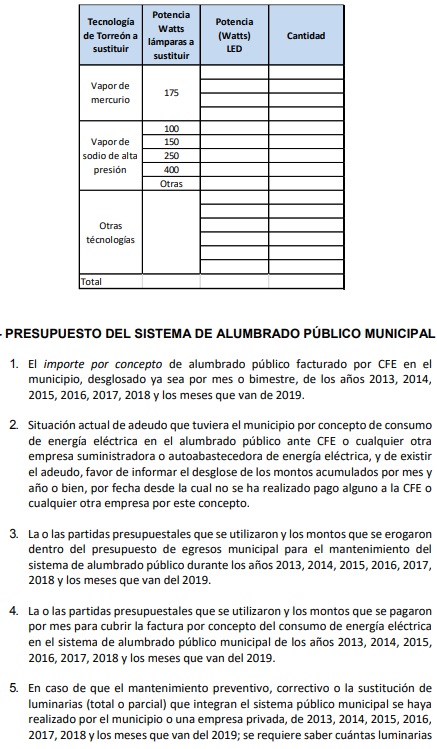 Tecnología
de Torreón a
sustituir
Potencia
Watts
lámparas a
sustituir
Potencia
(Watts)
LED
Cantidad
Vapor de
mercurio
175
Vapor de
sodio de alta
presión
100
150
250
400
Otras
Otras
técnologías
Total
- PRESUPUESTO DEL SISTEMA DE ALUMBRADO PÚBLICO MUNICIPAL
1. El importe por concepto de alumbrado público facturado por CFE en el
municipio, desglosado ya sea por mes o bimestre, de los años 2013, 2014,
2015, 2016, 2017, 2018 y los meses que van de 2019.
2. Situación actual de adeudo que tuviera el municipio por concepto de consumo
de energía eléctrica en el alumbrado público ante CFE o cualquier otra
empresa suministradora o autoabastecedora de energía eléctrica, y de existir
el adeudo, favor de informar el desglose de los montos acumulados por mes y
año o bien, por fecha desde la cual no se ha realizado pago alguno a la CFE o
cualquier otra empresa por este concepto.
3. La o las partidas presupuestales que se utilizaron y los montos que se erogaron
dentro del presupuesto de egresos municipal para el mantenimiento del
sistema de alumbrado público durante los años 2013, 2014, 2015, 2016, 2017,
2018 y los meses que van del 2019.
4. La o las partidas presupuestales que se utilizaron y los montos que se pagaron
por mes para cubrir la factura por concepto del consumo de energía eléctrica
en el sistema de alumbrado público municipal de los años 2013, 2014, 2015,
2016, 2017, 2018 y los meses que van del 2019.
5. En caso de que el mantenimiento preventivo, correctivo o la sustitución de
luminarias (total o parcial) que integran el sistema público municipal se haya
realizado por el municipio o una empresa privada, de 2013, 2014, 2015, 2016,
2017, 2018 y los meses que van del 2019; se requiere saber cuántas luminarias